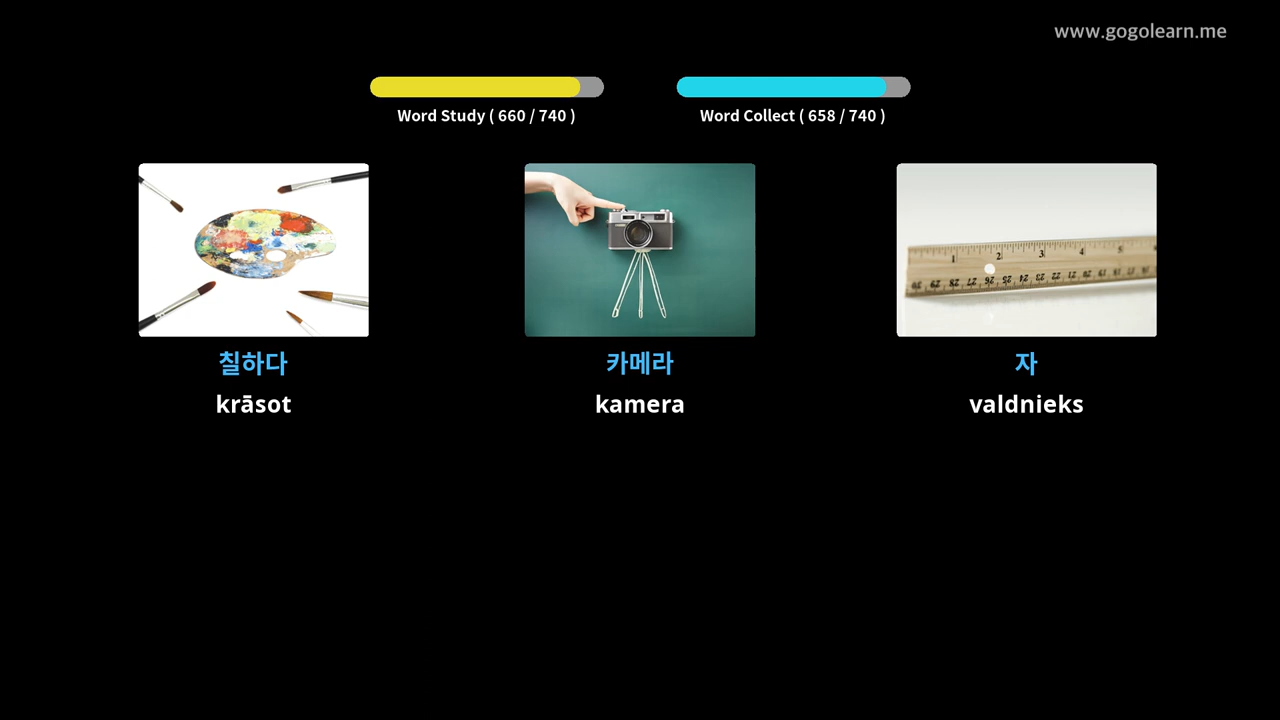 www.gogolearn.me
Word Study ( 660 / 740 )
Word Collect ( 658 / 740 )
칠하다
krāsot
카메라
kamera
자
valdnieks